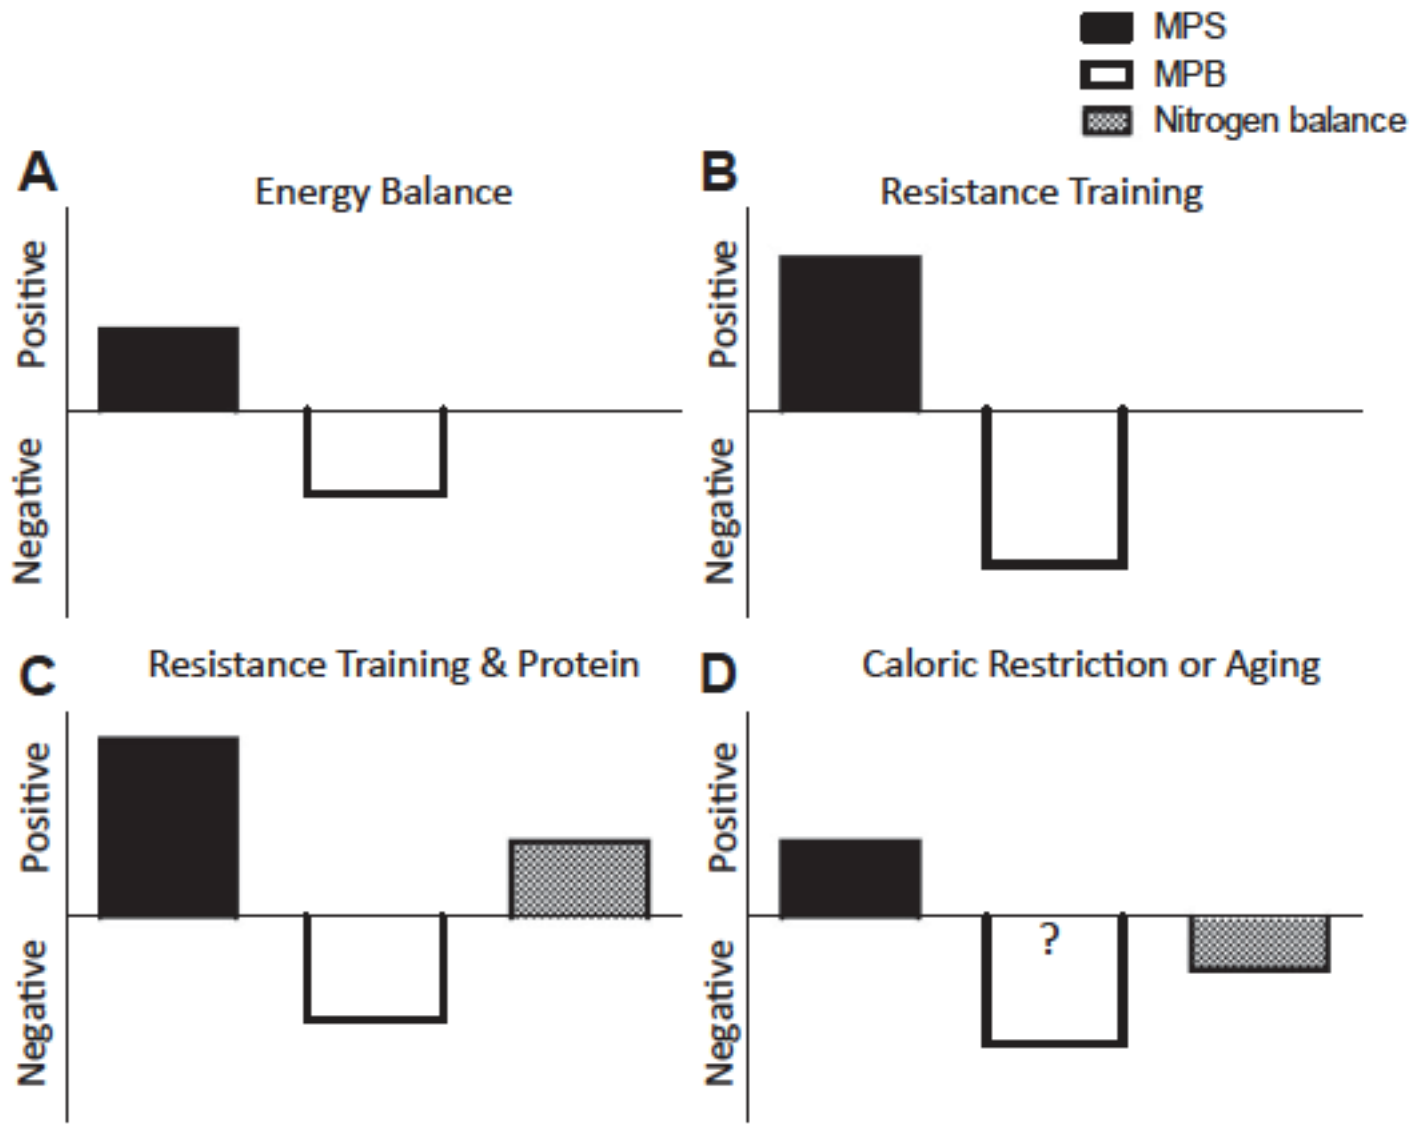 MPS
MPB
Nitrogen balance
A
Energy Balance
Positive
Negative
B
Resistance Training
Positive
Negative
C
Resistance Training & Protein
Positive
Negative
D
Caloric Restriction or Aging
Positive
Negative
?